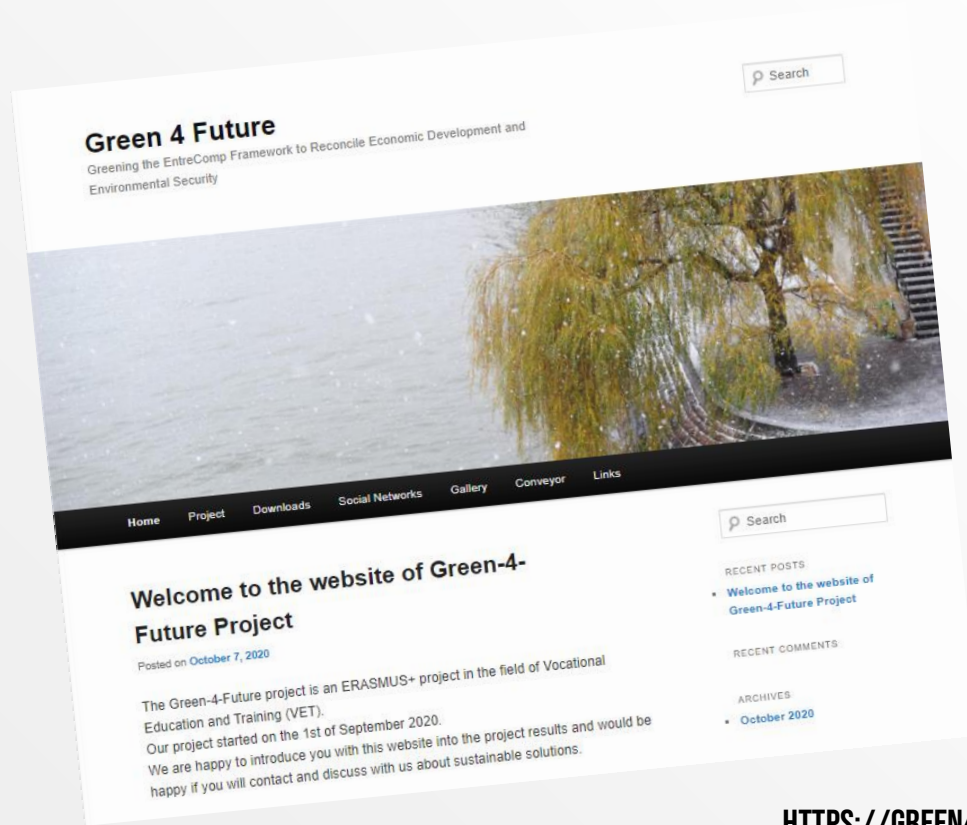 Search
Green 4 Future
Greening the EntreComp Framework to Reconcile Economic Development and
Environmental Security
Home Project Downloads Social Networks Gallery Conveyor Links
Search
Welcome to the website of Green-4-
Future Project
Posted on October 7, 2020
The Green-4-Future project is an ERASMUS+ project in the field of Vocational
Education and Training (VET).
Our project started on the 1st of September 2020.
We are happy to introduce you with this website into the project results and would be
happy if you will contact and discuss with us about sustainable solutions.
RECENT POSTS
Welcome to the website of
Green-4-Future Project
RECENT COMMENTS
ARCHIVES
October 2020